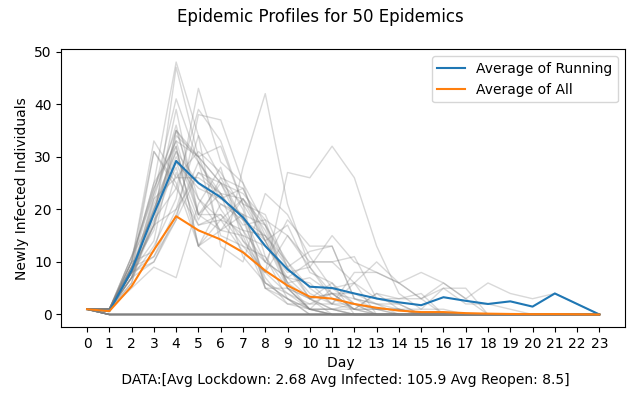 Epidemic Profiles for 50 Epidemics
Newly Infected Individuals
50
40
30
20
10
0
Average of Running
Average of All
0 1 2 3 4 5 6 7 8 9 10 11 12 13 14 15 16 17 18 19 20 21 22 23
Day
DATA:[Avg Lockdown: 2.68 Avg Infected: 105.9 Avg Reopen: 8.5]